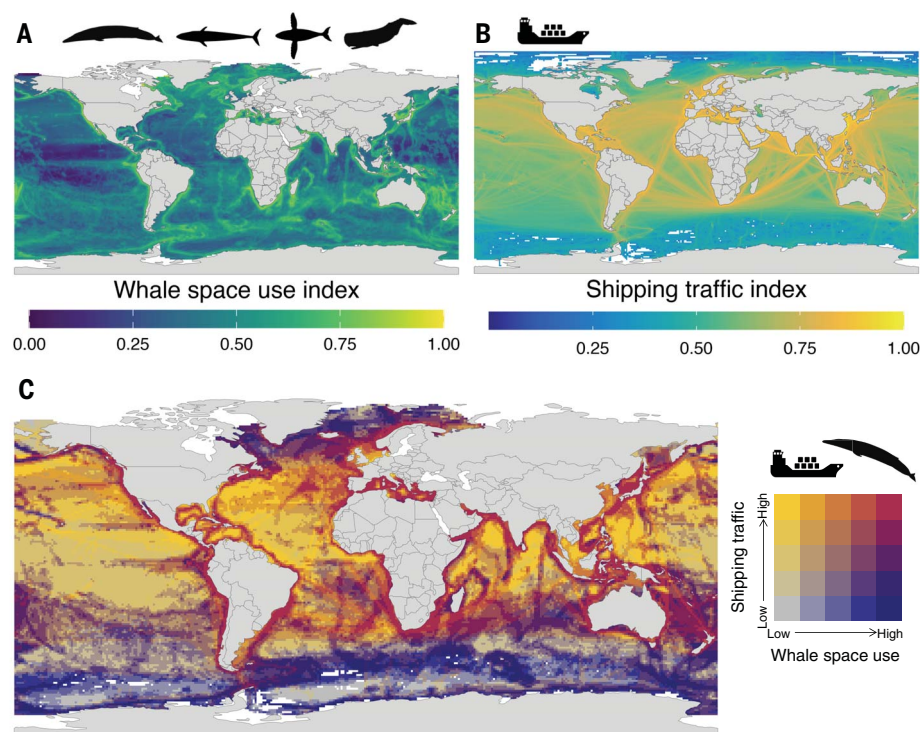 A
B
Whale space use index
0.00 0.25 0.50 0.75 1.00
Shipping traffic index
0.25 0.50 0.75 1.00
C
Shipping traffic
Low High
Low High
Whale space use